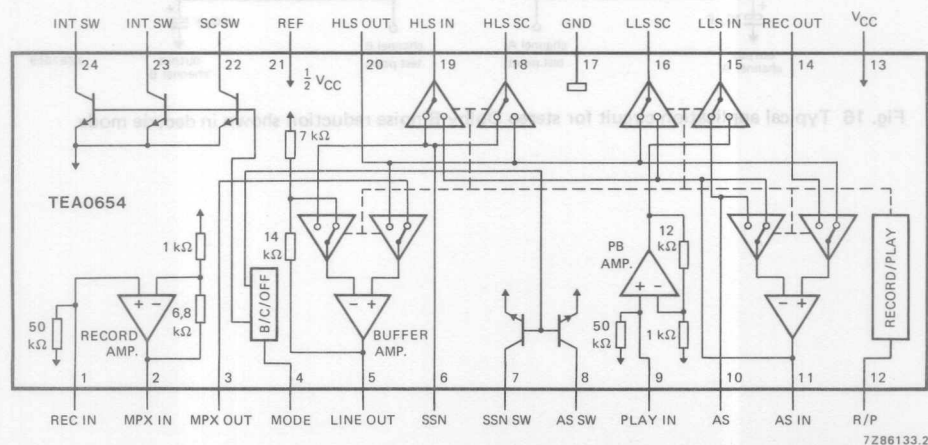 INT SW INT SW SC SW REF HLS OUT HLS IN HLS SC GND LLS SC LLS IN REC OUT VCC
24 23 22 21 20 19 18 17 16 15 14 13
½ VCC
7 kΩ
TEA0654
1 kΩ
14 kΩ
B/C/OFF
PB AMP.
12 kΩ
RECORD/PLAY
50 kΩ
RECORD AMP.
6,8 kΩ
BUFFER AMP.
50 kΩ
1 kΩ
1 2 3 4 5 6 7 8 9 10 11 12
REC IN MPX IN MPX OUT MODE LINE OUT SSN SSN SW AS SW PLAY IN AS AS IN R/P
7Z86133.2